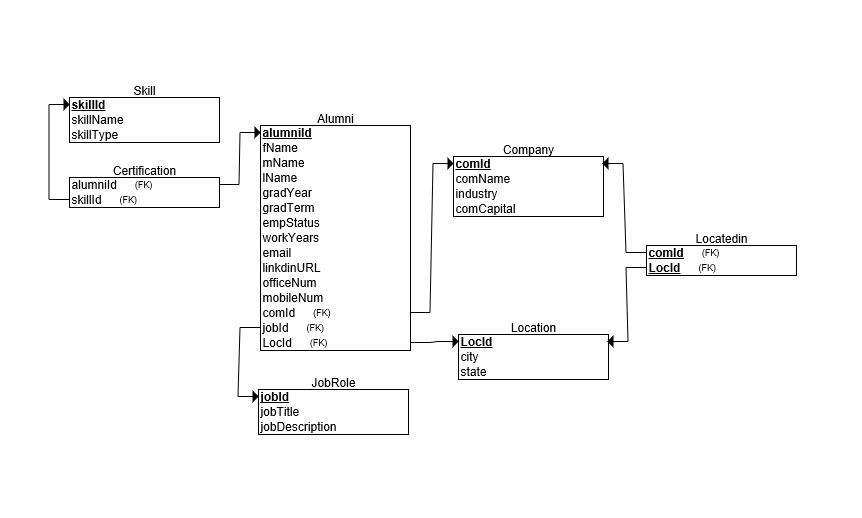 Skill
skillId
skillName
skillType
Certification
alumniId (FK)
skillId (FK)
Alumni
alumniId
fName
mName
lName
gradYear
gradTerm
empStatus
workYears
email
linkdinURL
officeNum
mobileNum
comId (FK)
jobId (FK)
LocId (FK)
JobRole
jobId
jobTitle
jobDescription
Company
comId
comName
industry
comCapital
Location
LocId
city
state
Locatedin
comId (FK)
LocId (FK)